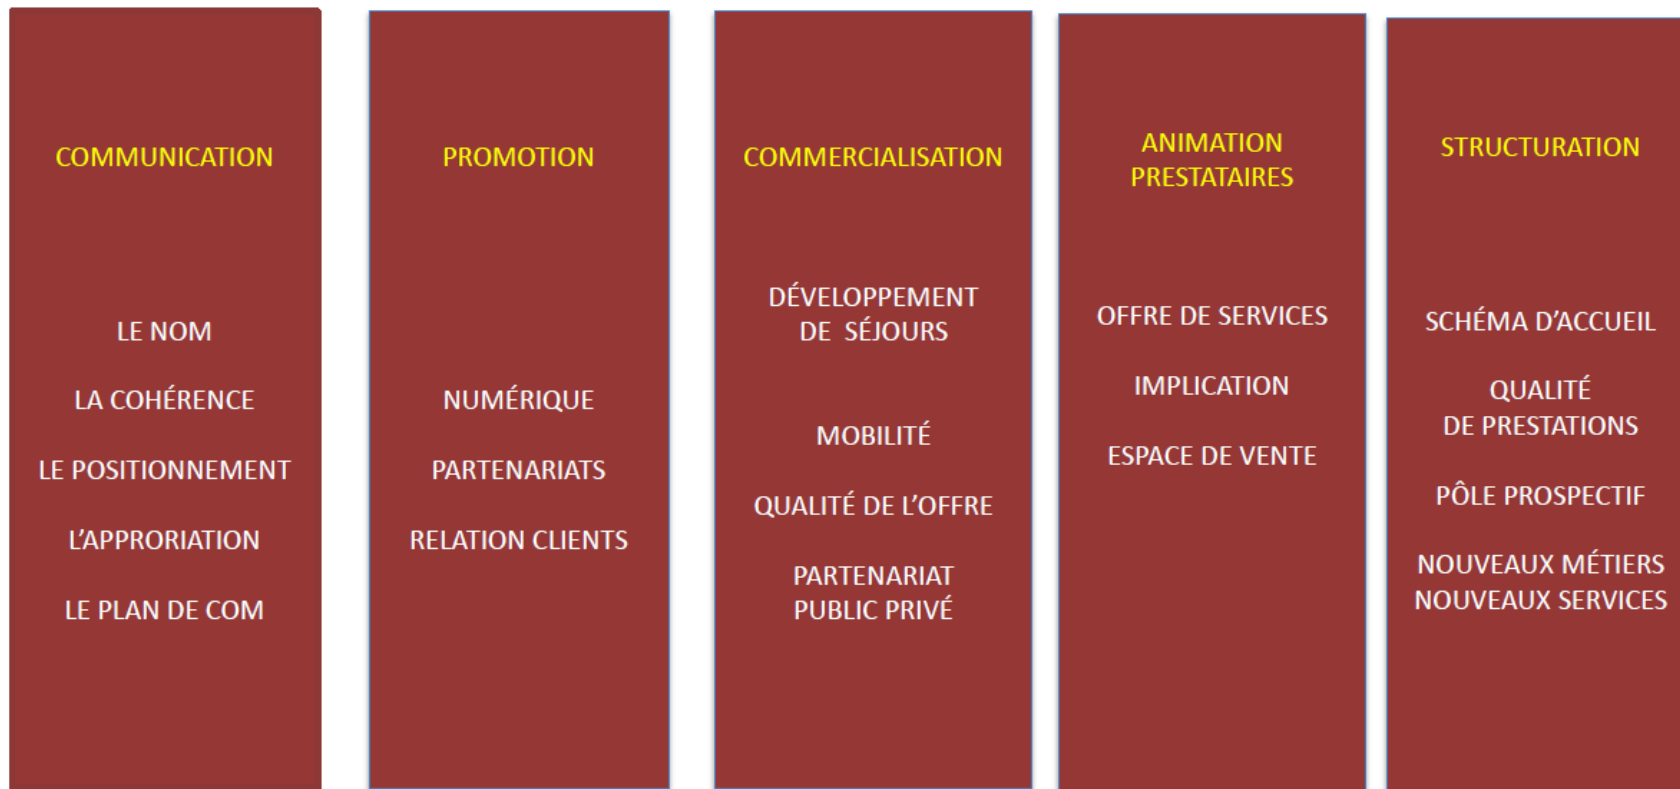 COMMUNICATION
LE NOM
LA COHÉRENCE
LE POSITIONNEMENT
L’APPRORIATION
LE PLAN DE COM
PROMOTION
NUMÉRIQUE
PARTENARIATS
RELATION CLIENTS
COMMERCIALISATION
DÉVELOPPEMENT
DE SÉJOURS
MOBILITÉ
QUALITÉ DE L’OFFRE
PARTENARIAT
PUBLIC PRIVÉ
ANIMATION
PRESTATAIRES
OFFRE DE SERVICES
IMPLICATION
ESPACE DE VENTE
STRUCTURATION
SCHÉMA D’ACCUEIL
QUALITÉ
DE PRESTATIONS
PÔLE PROSPECTIF
NOUVEAUX MÉTIERS
NOUVEAUX SERVICES